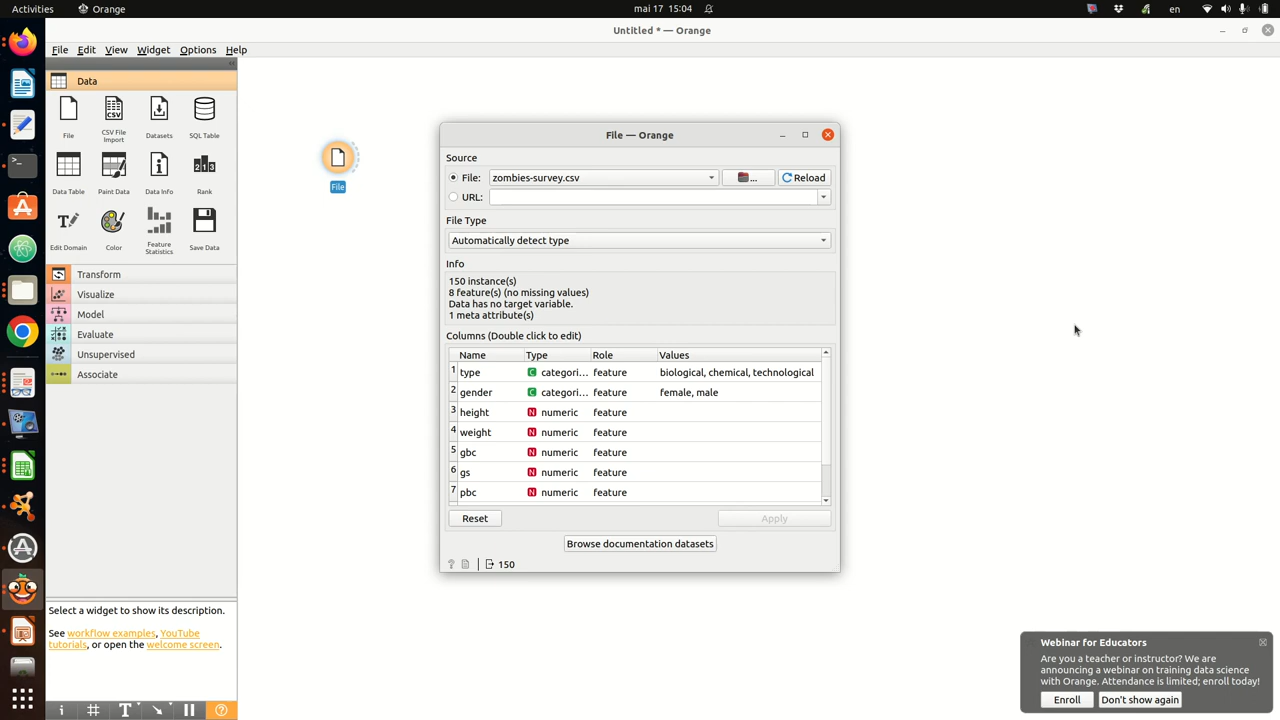 Activities Orange mai 17 15:04 en
Untitled * — Orange
File Edit View Widget Options Help
Data
File CSV File Import Datasets SQL Table
Data Table Paint Data Data Info Rank
Edit Domain Color Feature Statistics Save Data
Transform
Visualize
Model
Evaluate
Unsupervised
Associate
Select a widget to show its description.
See workflow examples, YouTube
tutorials, or open the welcome screen.
File
File — Orange
Source
File: zombies-survey.csv ... Reload
URL:
File Type
Automatically detect type
Info
150 instance(s)
8 feature(s) (no missing values)
Data has no target variable.
1 meta attribute(s)
Columns (Double click to edit)
Name Type Role Values
1 type C categori... feature biological, chemical, technological
2 gender C categori... feature female, male
3 height N numeric feature
4 weight N numeric feature
5 gbc N numeric feature
6 gs N numeric feature
7 pbc N numeric feature
Reset Apply
Browse documentation datasets
? 150
Webinar for Educators
Are you a teacher or instructor? We are
announcing a webinar on training data science
with Orange. Attendance is limited; enroll today!
Enroll Don't show again